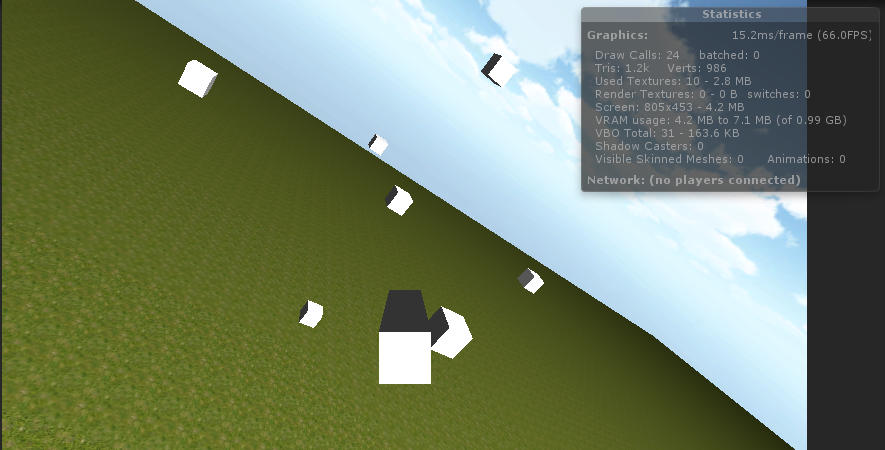 Statistics
Graphics: 15.2ms/frame (66.0FPS)
Draw Calls: 24 batched: 0
Tris: 1.2k Verts: 986
Used Textures: 10 - 2.8 MB
Render Textures: 0 - 0 B switches: 0
Screen: 805x453 - 4.2 MB
VRAM usage: 4.2 MB to 7.1 MB (of 0.99 GB)
VBO Total: 31 - 163.6 KB
Shadow Casters: 0
Visible Skinned Meshes: 0 Animations: 0
Network: (no players connected)